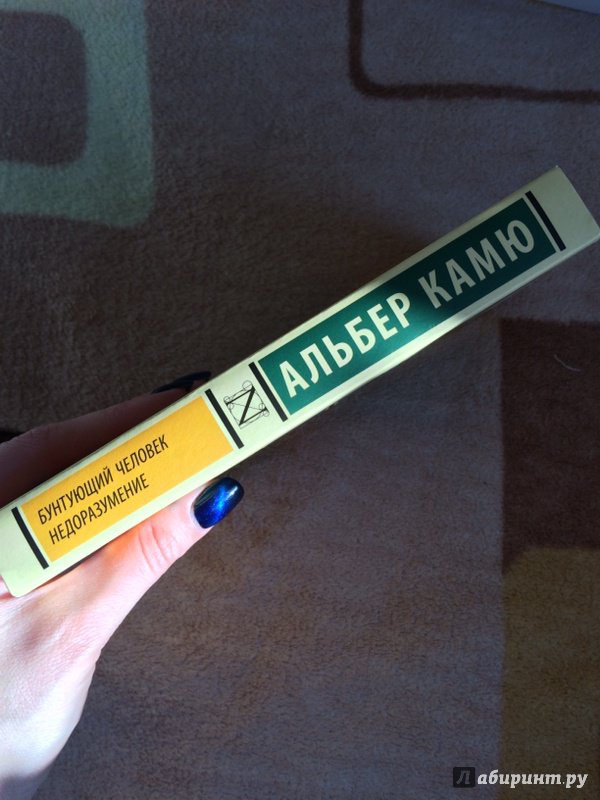 АЛЬБЕР КАМЮ
БУНТУЮЩИЙ ЧЕЛОВЕК
НЕДОРАЗУМЕНИЕ
Лабиринт.ру